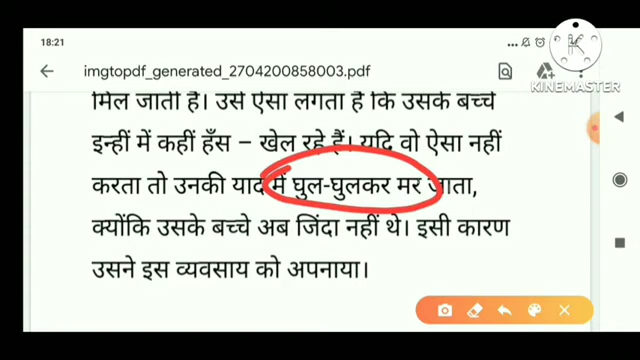 18:21
KINEMASTER
imgtopdf_generated_2704200858003.pdf
मिल जाती है। उसे ऐसा लगता है कि उसके बच्चे
इन्हीं में कहीं हँस – खेल रहे हैं। यदि वो ऐसा नहीं
करता तो उनकी याद में घुल-घुलकर मर जाता,
क्योंकि उसके बच्चे अब जिंदा नहीं थे। इसी कारण
उसने इस व्यवसाय को अपनाया।